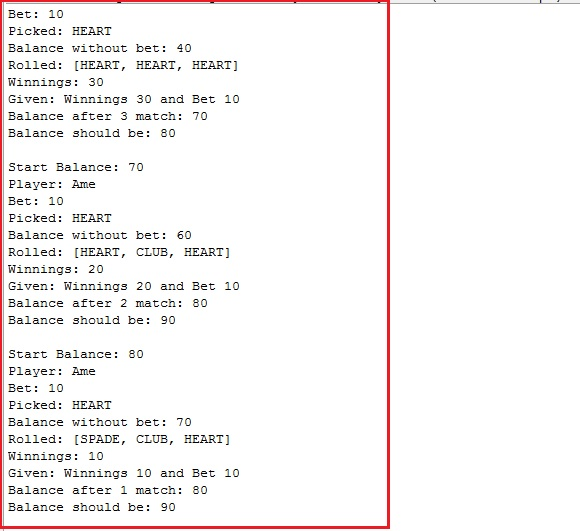 Bet: 10
Picked: HEART
Balance without bet: 40
Rolled: [HEART, HEART, HEART]
Winnings: 30
Given: Winnings 30 and Bet 10
Balance after 3 match: 70
Balance should be: 80
Start Balance: 70
Player: Ame
Bet: 10
Picked: HEART
Balance without bet: 60
Rolled: [HEART, CLUB, HEART]
Winnings: 20
Given: Winnings 20 and Bet 10
Balance after 2 match: 80
Balance should be: 90
Start Balance: 80
Player: Ame
Bet: 10
Picked: HEART
Balance without bet: 70
Rolled: [SPADE, CLUB, HEART]
Winnings: 10
Given: Winnings 10 and Bet 10
Balance after 1 match: 80
Balance should be: 90